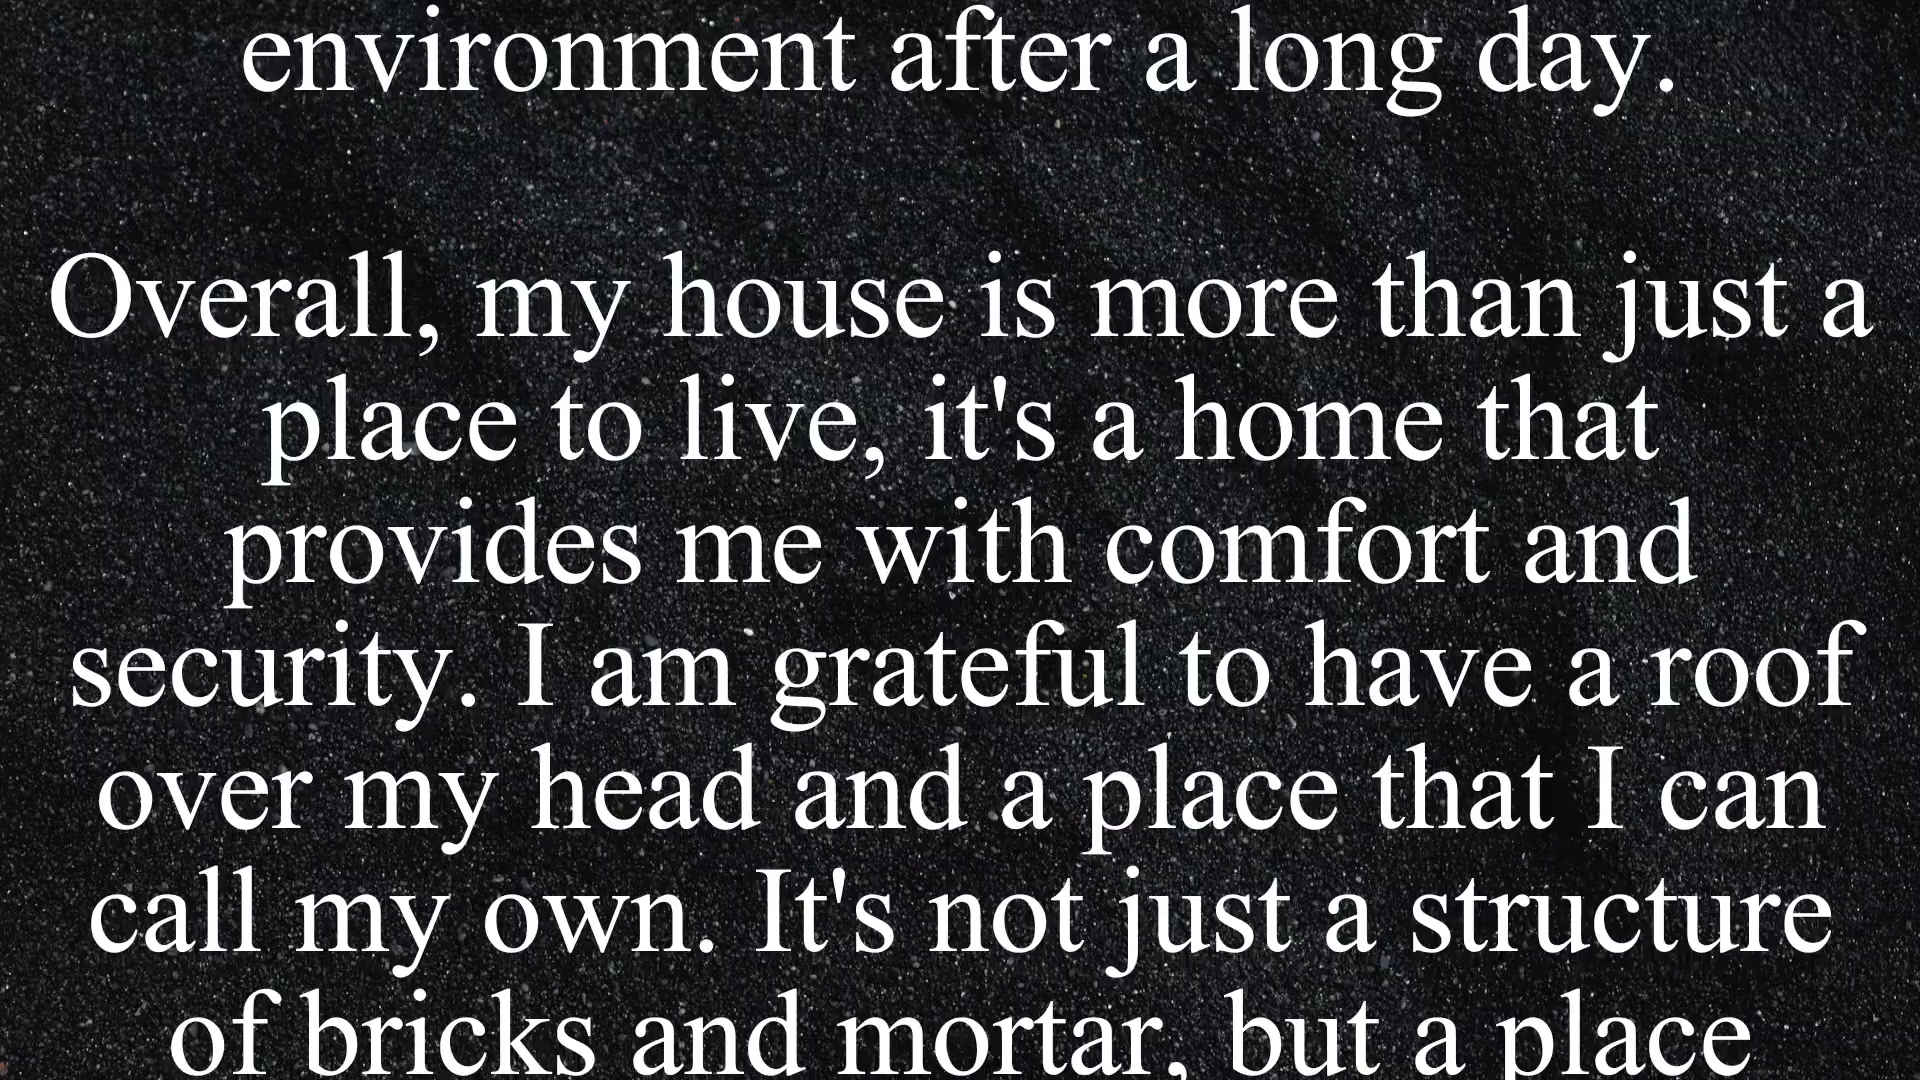 environment after a long day.
Overall, my house is more than just a
place to live, it's a home that
provides me with comfort and
security. I am grateful to have a roof
over my head and a place that I can
call my own. It's not just a structure
of bricks and mortar, but a place